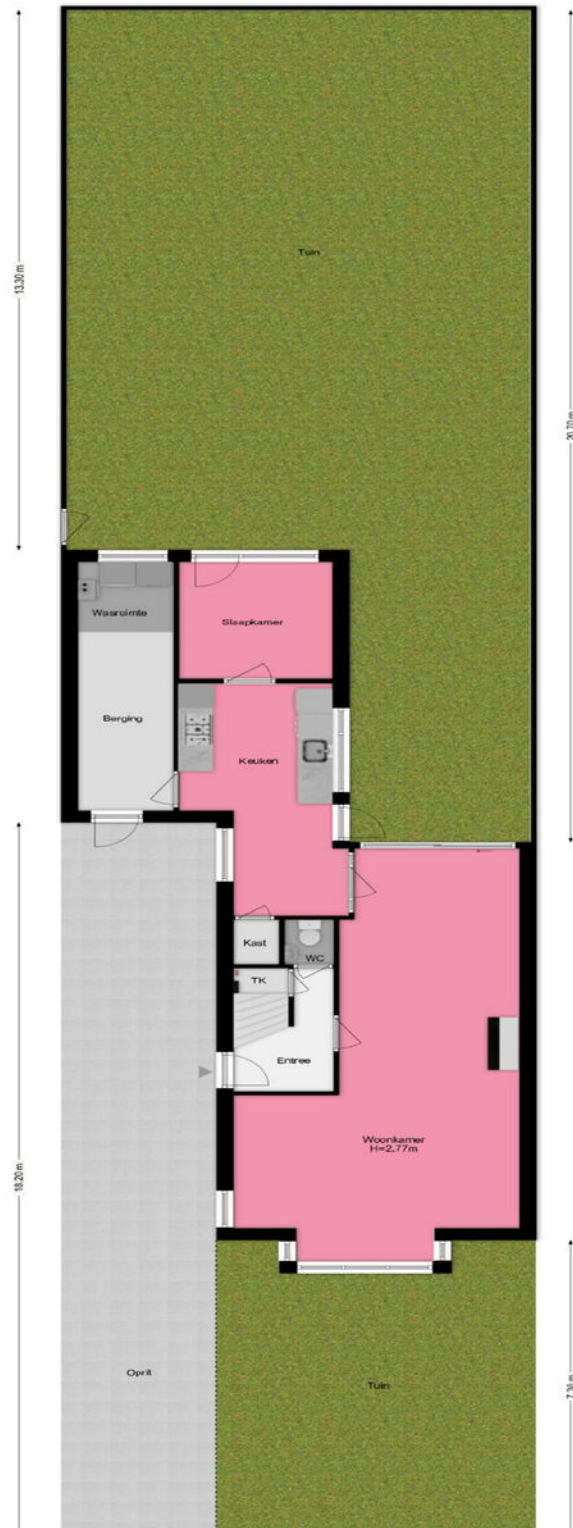 Tuin
13.30 m
20.70 m
Wasruimte
Slaapkamer
Berging
Keuken
Kast
WC
TK
Entree
Woonkamer
H=2.77m
18.20 m
Oprit
Tuin
7.36 m